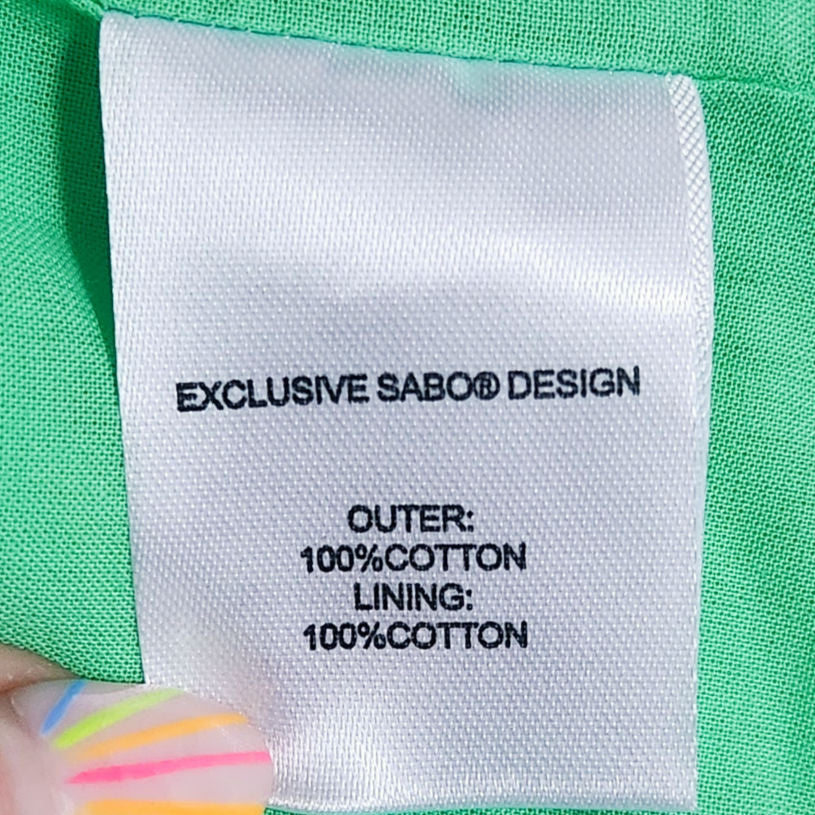 EXCLUSIVE SABO® DESIGN
OUTER:
100%COTTON
LINING:
100%COTTON